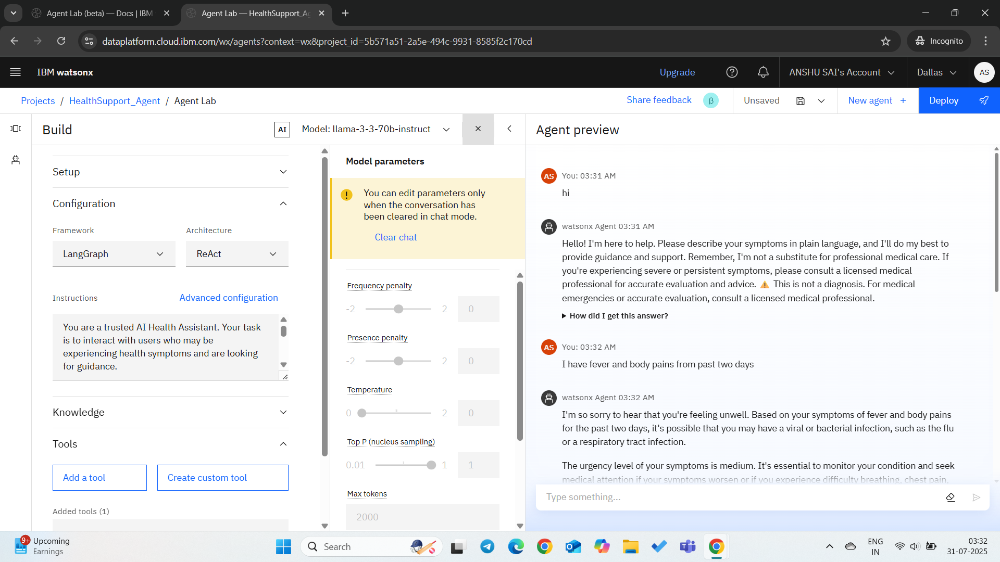 Agent Lab (beta) — Docs | IBM
Agent Lab — HealthSupport_Ag
dataplatform.cloud.ibm.com/wx/agents?context=wx&project_id=5b571a51-2a5e-494c-9931-8585f2c170cd
Incognito
IBM watsonx
Upgrade
ANSHU SAI's Account
Dallas
AS
Projects / HealthSupport_Agent / Agent Lab
Share feedback
β
Unsaved
New agent +
Deploy
Build
AI
Model: llama-3-3-70b-instruct
Setup
Configuration
Framework
Architecture
LangGraph
ReAct
Instructions
Advanced configuration
You are a trusted AI Health Assistant. Your task
is to interact with users who may be
experiencing health symptoms and are looking
for guidance.
Knowledge
Tools
Add a tool
Create custom tool
Added tools (1)
Model parameters
You can edit parameters only
when the conversation has
been cleared in chat mode.
Clear chat
Frequency penalty
-2
2
0
Presence penalty
-2
2
0
Temperature
0
2
0
Top P (nucleus sampling)
0.01
1
1
Max tokens
2000
Agent preview
AS
You: 03:31 AM
hi
watsonx Agent 03:31 AM
Hello! I'm here to help. Please describe your symptoms in plain language, and I'll do my best to
provide guidance and support. Remember, I'm not a substitute for professional medical care. If
you're experiencing severe or persistent symptoms, please consult a licensed medical
professional for accurate evaluation and advice. ⚠️ This is not a diagnosis. For medical
emergencies or accurate evaluation, consult a licensed medical professional.
How did I get this answer?
AS
You: 03:32 AM
I have fever and body pains from past two days
watsonx Agent 03:32 AM
I'm so sorry to hear that you're feeling unwell. Based on your symptoms of fever and body pains
for the past two days, it's possible that you may have a viral or bacterial infection, such as the flu
or a respiratory tract infection.
The urgency level of your symptoms is medium. It's essential to monitor your condition and seek
medical attention if your symptoms worsen or if you experience difficulty breathing, chest pain,
Type something...
9+
Upcoming
Earnings
Search
ENG
IN
03:32
31-07-2025